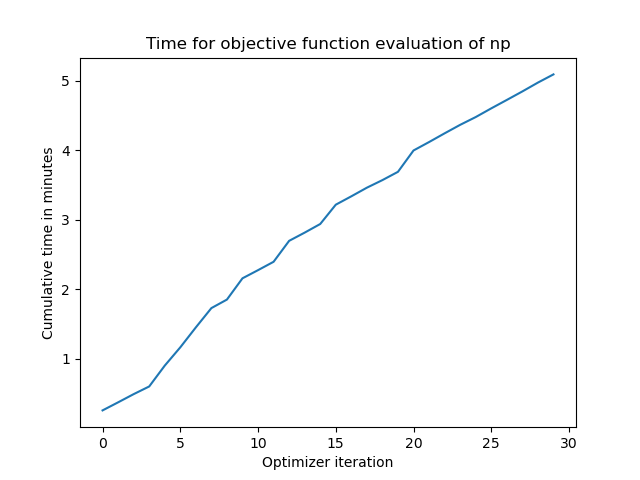 Time for objective function evaluation of np
5
4
3
2
1
Cumulative time in minutes
0 5 10 15 20 25 30
Optimizer iteration